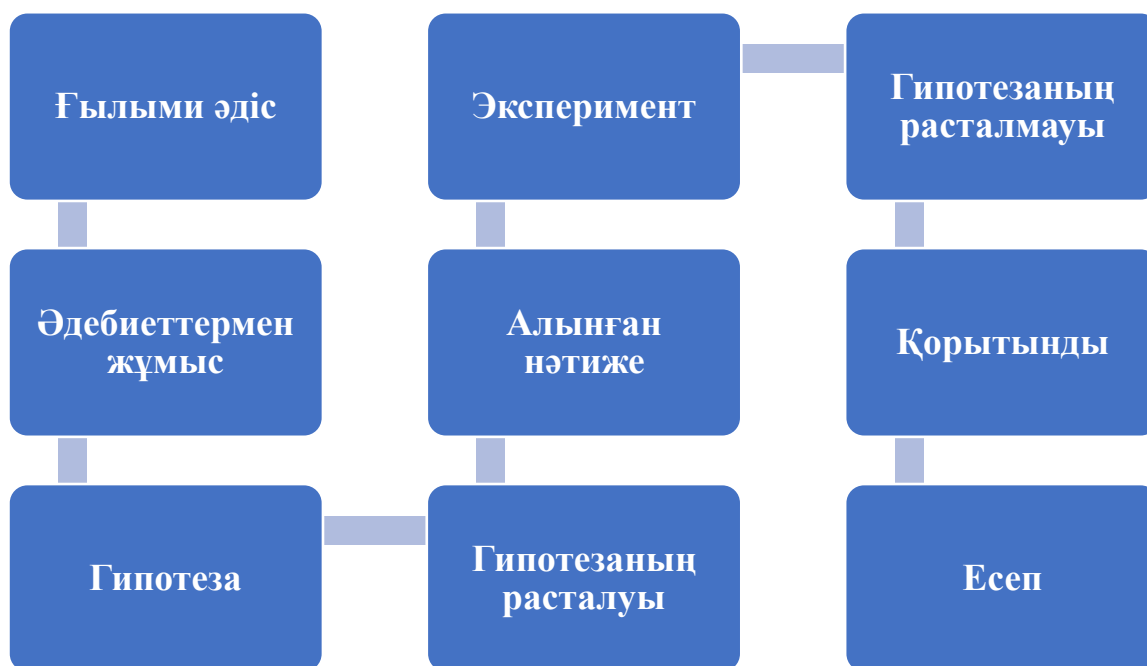 Ғылыми әдіс
Әдебиеттермен
жұмыс
Гипотеза
Гипотезаның
расталуы
Алынған
нәтиже
Эксперимент
Гипотезаның
расталмауы
Қорытынды
Есеп